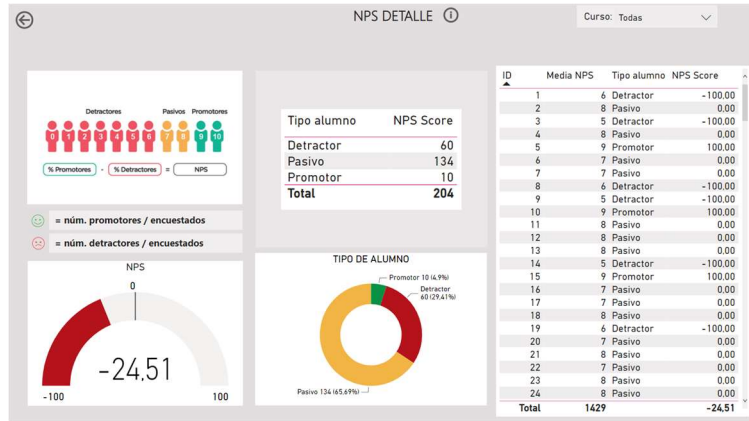 NPS DETALLE
Curso: Todas
Detractores Pasivos Promotores
0 1 2 3 4 5 6 7 8 9 10
% Promotores - % Detractores = NPS
= núm. promotores / encuestados
= núm. detractores / encuestados
NPS
0
-24,51
-100 100
Tipo alumno NPS Score
Detractor 60
Pasivo 134
Promotor 10
Total 204
TIPO DE ALUMNO
Promotor 10 (4,9%)
Detractor
60 (29,41%)
Pasivo 134 (65,69%)
ID Media NPS Tipo alumno NPS Score
1 6 Detractor -100,00
2 8 Pasivo 0,00
3 5 Detractor -100,00
4 8 Pasivo 0,00
5 9 Promotor 100,00
6 7 Pasivo 0,00
7 7 Pasivo 0,00
8 6 Detractor -100,00
9 5 Detractor -100,00
10 9 Promotor 100,00
11 8 Pasivo 0,00
12 8 Pasivo 0,00
13 8 Pasivo 0,00
14 5 Detractor -100,00
15 9 Promotor 100,00
16 7 Pasivo 0,00
17 7 Pasivo 0,00
18 8 Pasivo 0,00
19 6 Detractor -100,00
20 7 Pasivo 0,00
21 8 Pasivo 0,00
22 7 Pasivo 0,00
23 8 Pasivo 0,00
24 8 Pasivo 0,00
Total 1429 -24,51